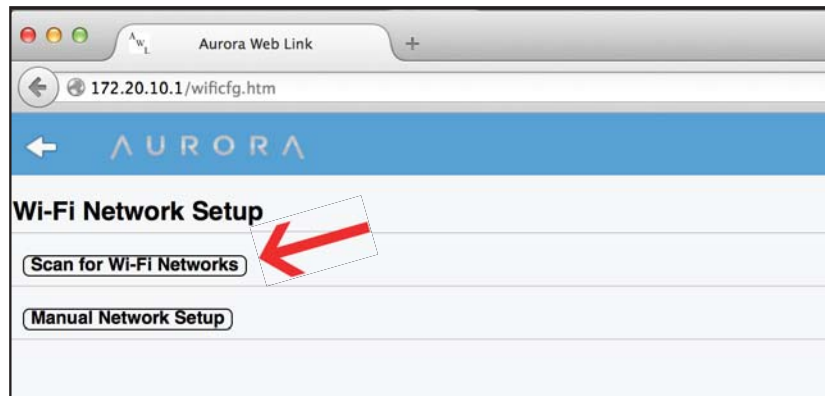 AWL Aurora Web Link
172.20.10.1/wificfg.htm
AURORA
Wi-Fi Network Setup
Scan for Wi-Fi Networks
Manual Network Setup